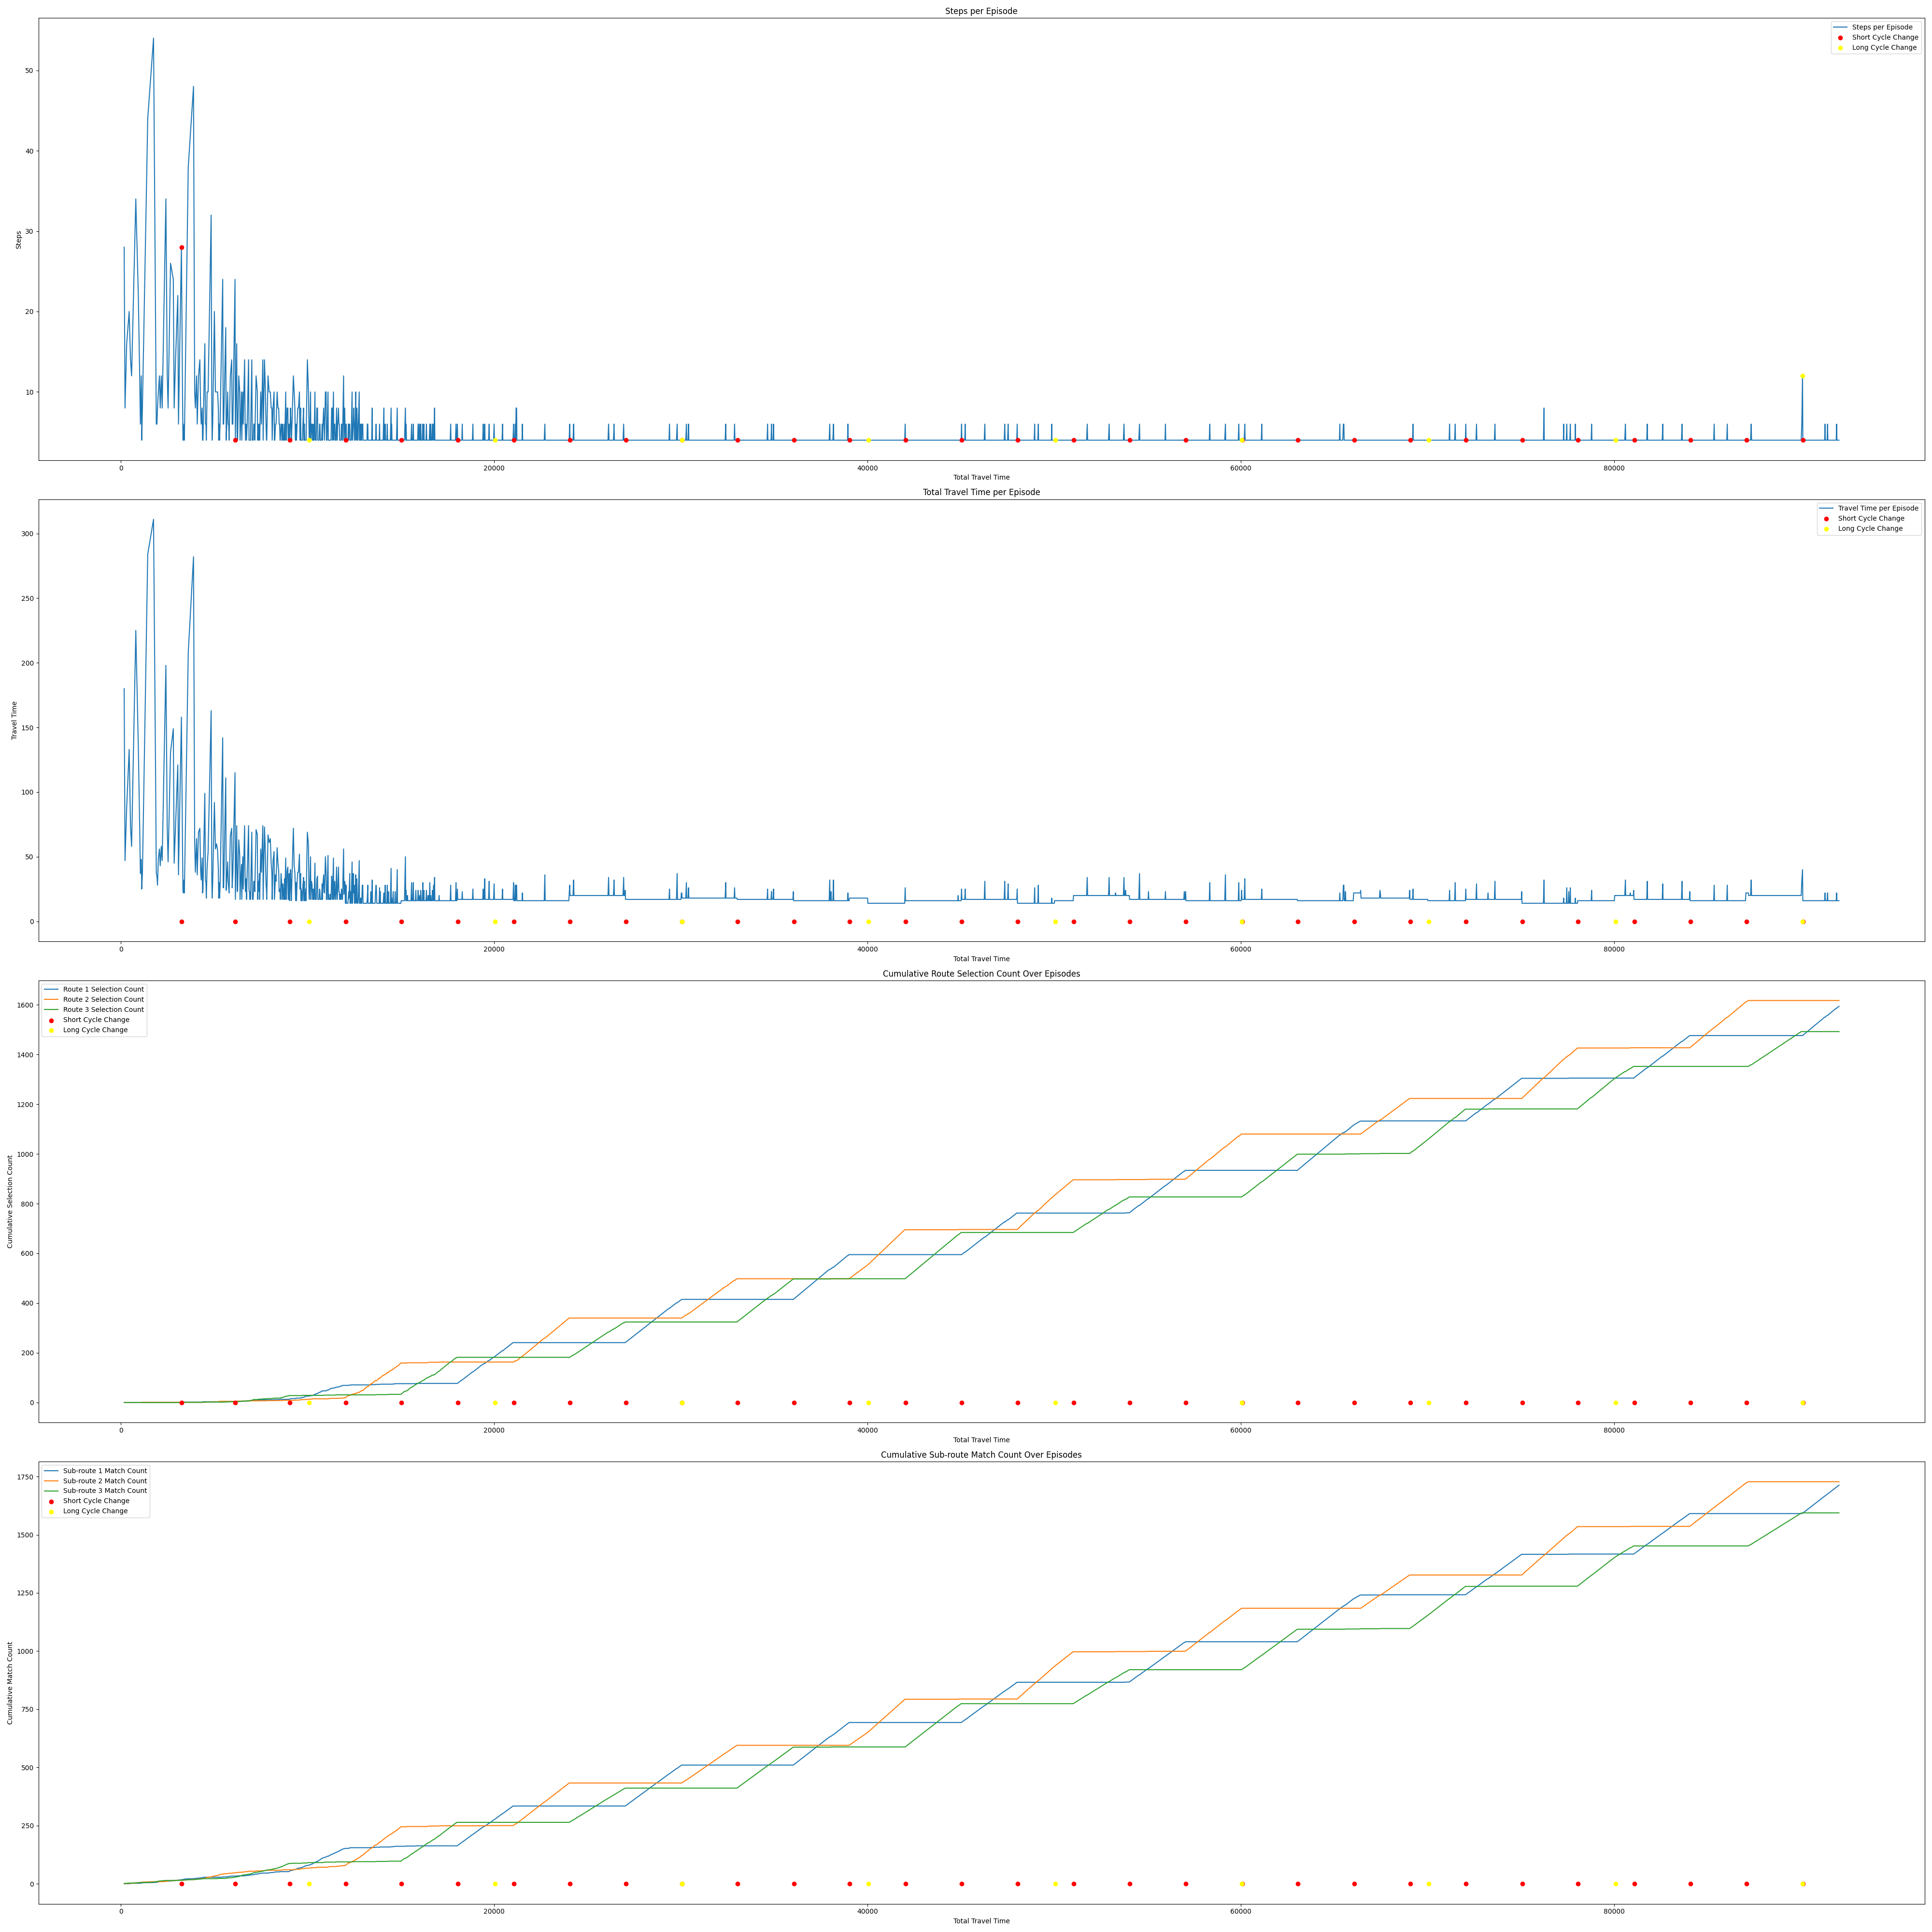 Steps per Episode
Steps per Episode
Short Cycle Change
Long Cycle Change
Steps
50
40
30
20
10
0 20000 40000 60000 80000
Total Travel Time
Total Travel Time per Episode
Travel Time per Episode
Short Cycle Change
Long Cycle Change
Travel Time
300
250
200
150
100
50
0
0 20000 40000 60000 80000
Total Travel Time
Cumulative Route Selection Count Over Episodes
Route 1 Selection Count
Route 2 Selection Count
Route 3 Selection Count
Short Cycle Change
Long Cycle Change
Cumulative Selection Count
1600
1400
1200
1000
800
600
400
200
0
0 20000 40000 60000 80000
Total Travel Time
Cumulative Sub-route Match Count Over Episodes
Sub-route 1 Match Count
Sub-route 2 Match Count
Sub-route 3 Match Count
Short Cycle Change
Long Cycle Change
Cumulative Match Count
1750
1500
1250
1000
750
500
250
0
0 20000 40000 60000 80000
Total Travel Time